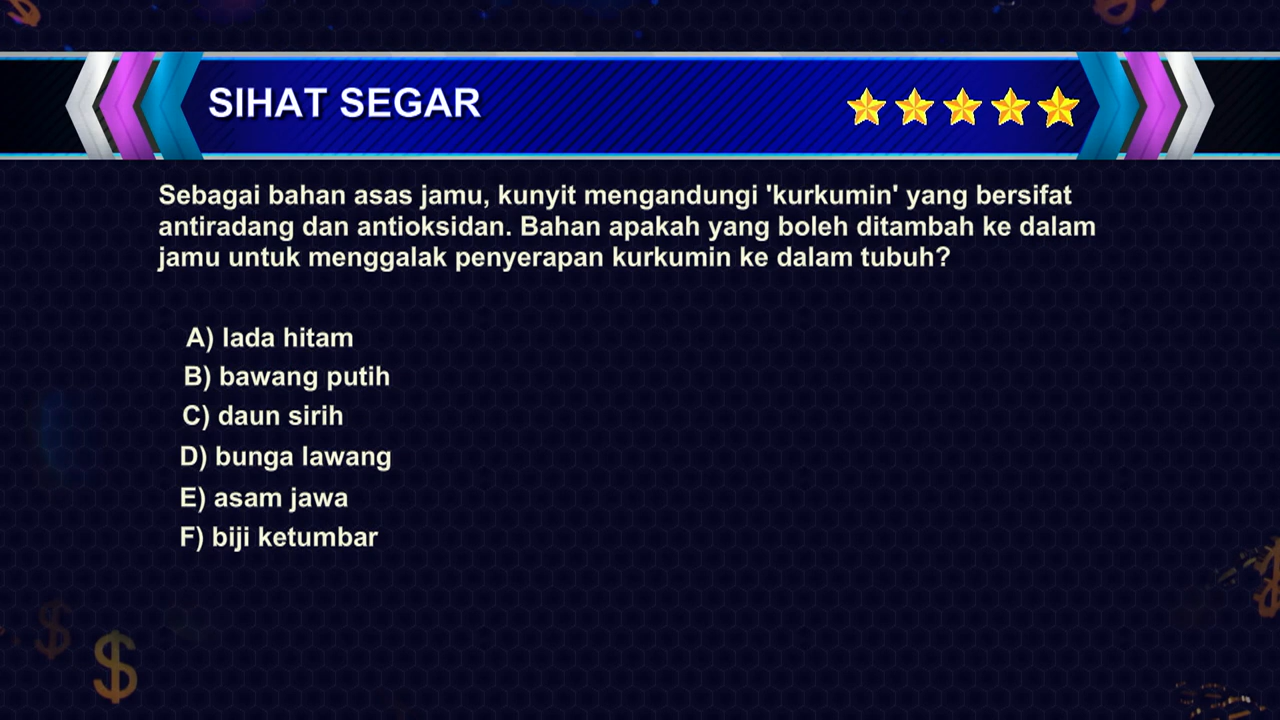 SIHAT SEGAR
Sebagai bahan asas jamu, kunyit mengandungi 'kurkumin' yang bersifat
antiradang dan antioksidan. Bahan apakah yang boleh ditambah ke dalam
jamu untuk menggalak penyerapan kurkumin ke dalam tubuh?
A) lada hitam
B) bawang putih
C) daun sirih
D) bunga lawang
E) asam jawa
F) biji ketumbar